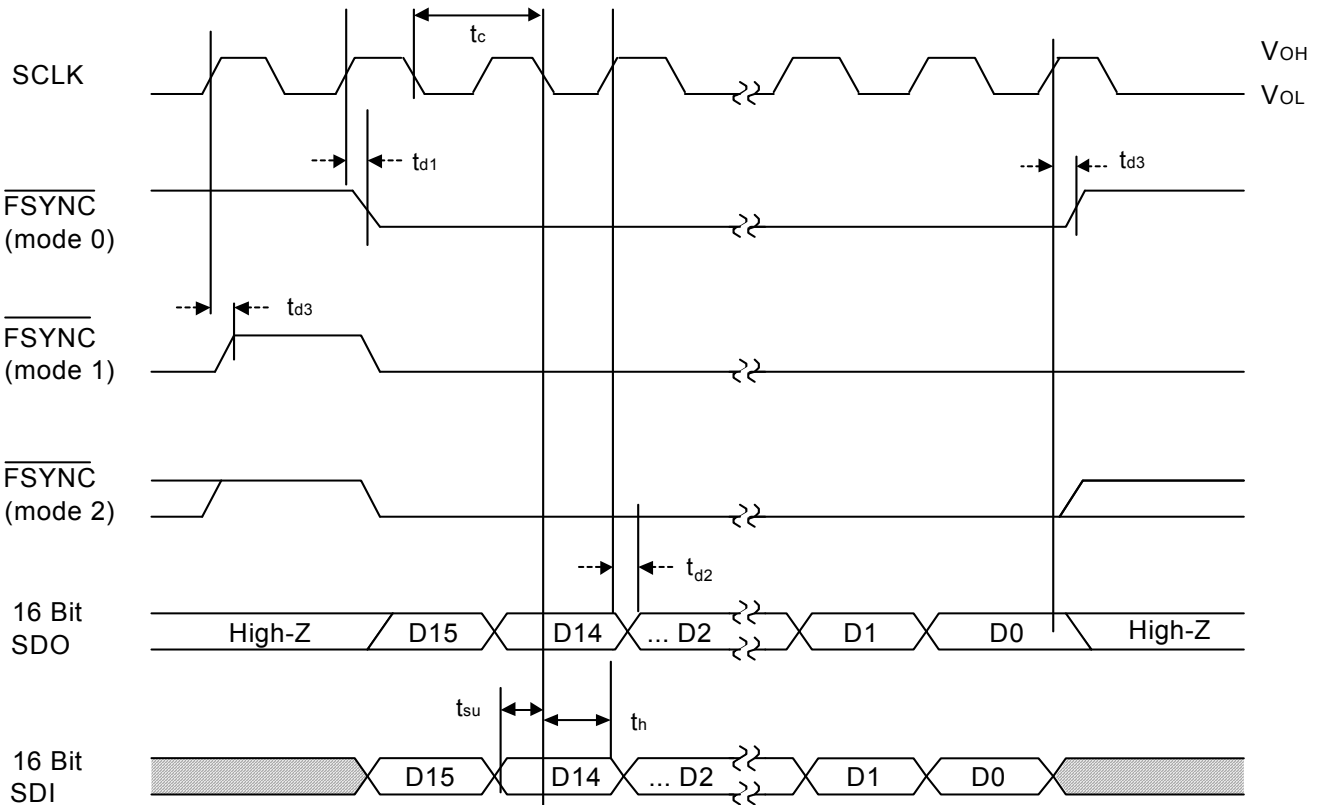 tc
SCLK
VOH
VOL
td1
td3
FSYNC
(mode 0)
td3
FSYNC
(mode 1)
FSYNC
(mode 2)
td2
16 Bit
SDO
High-Z
D15
D14
... D2
D1
D0
High-Z
tsu
th
16 Bit
SDI
D15
D14
... D2
D1
D0